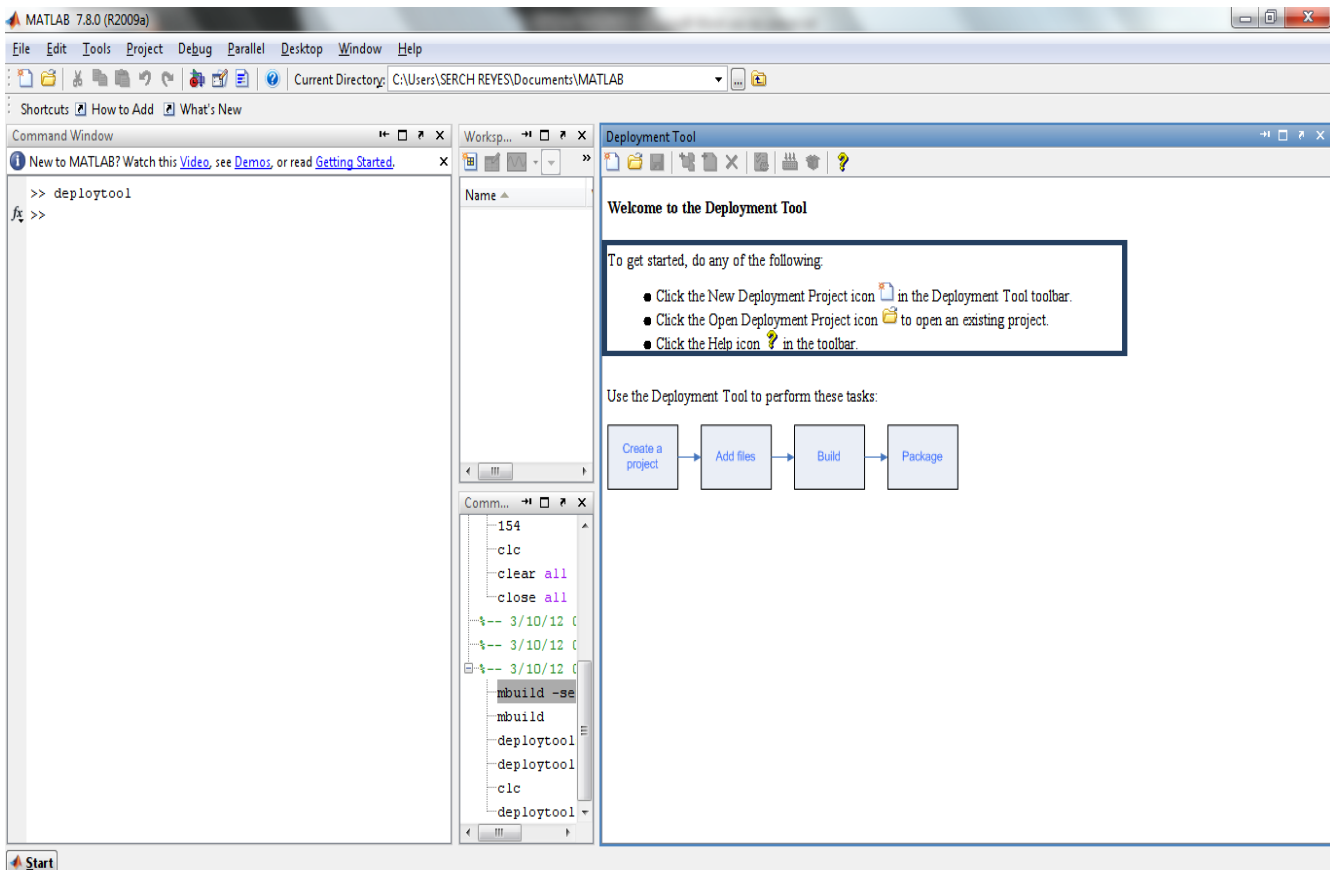 MATLAB 7.8.0 (R2009a)
File Edit Tools Project Debug Parallel Desktop Window Help
Current Directory: C:\Users\SERCH REYES\Documents\MATLAB
Shortcuts How to Add What's New
Command Window
New to MATLAB? Watch this Video, see Demos, or read Getting Started.
>> deploytool
fx >>
Worksp...
Name
Comm...
154
clc
clear all
close all
%-- 3/10/12
%-- 3/10/12
%-- 3/10/12
mbuild -se
mbuild
deploytool
deploytool
clc
deploytool
Deployment Tool
Welcome to the Deployment Tool
To get started, do any of the following:
• Click the New Deployment Project icon in the Deployment Tool toolbar.
• Click the Open Deployment Project icon to open an existing project.
• Click the Help icon ? in the toolbar.
Use the Deployment Tool to perform these tasks:
Create a
project
Add files
Build
Package
Start